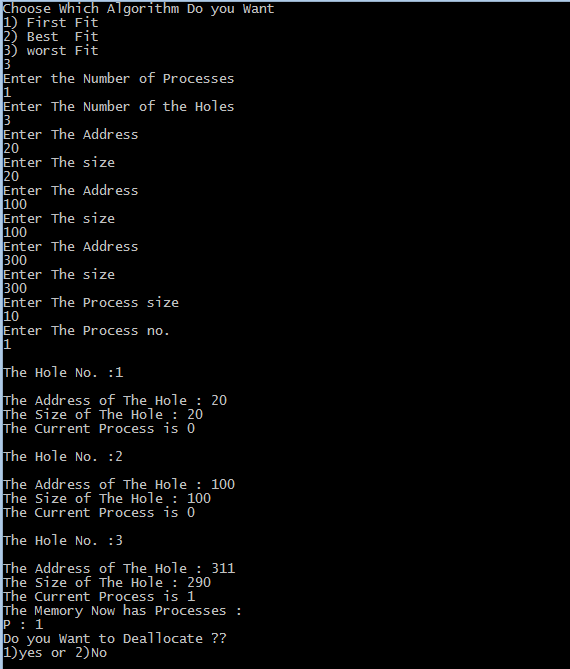 Choose Which Algorithm Do you Want
1) First Fit
2) Best  Fit
3) worst Fit
3
Enter the Number of Processes
1
Enter The Number of the Holes
3
Enter The Address
20
Enter The size
20
Enter The Address
100
Enter The size
100
Enter The Address
300
Enter The size
300
Enter The Process size
10
Enter The Process no.
1
The Hole No. :1
The Address of The Hole : 20
The Size of The Hole : 20
The Current Process is 0
The Hole No. :2
The Address of The Hole : 100
The Size of The Hole : 100
The Current Process is 0
The Hole No. :3
The Address of The Hole : 311
The Size of The Hole : 290
The Current Process is 1
The Memory Now has Processes :
P : 1
Do you Want to Deallocate ??
1)yes or 2)No